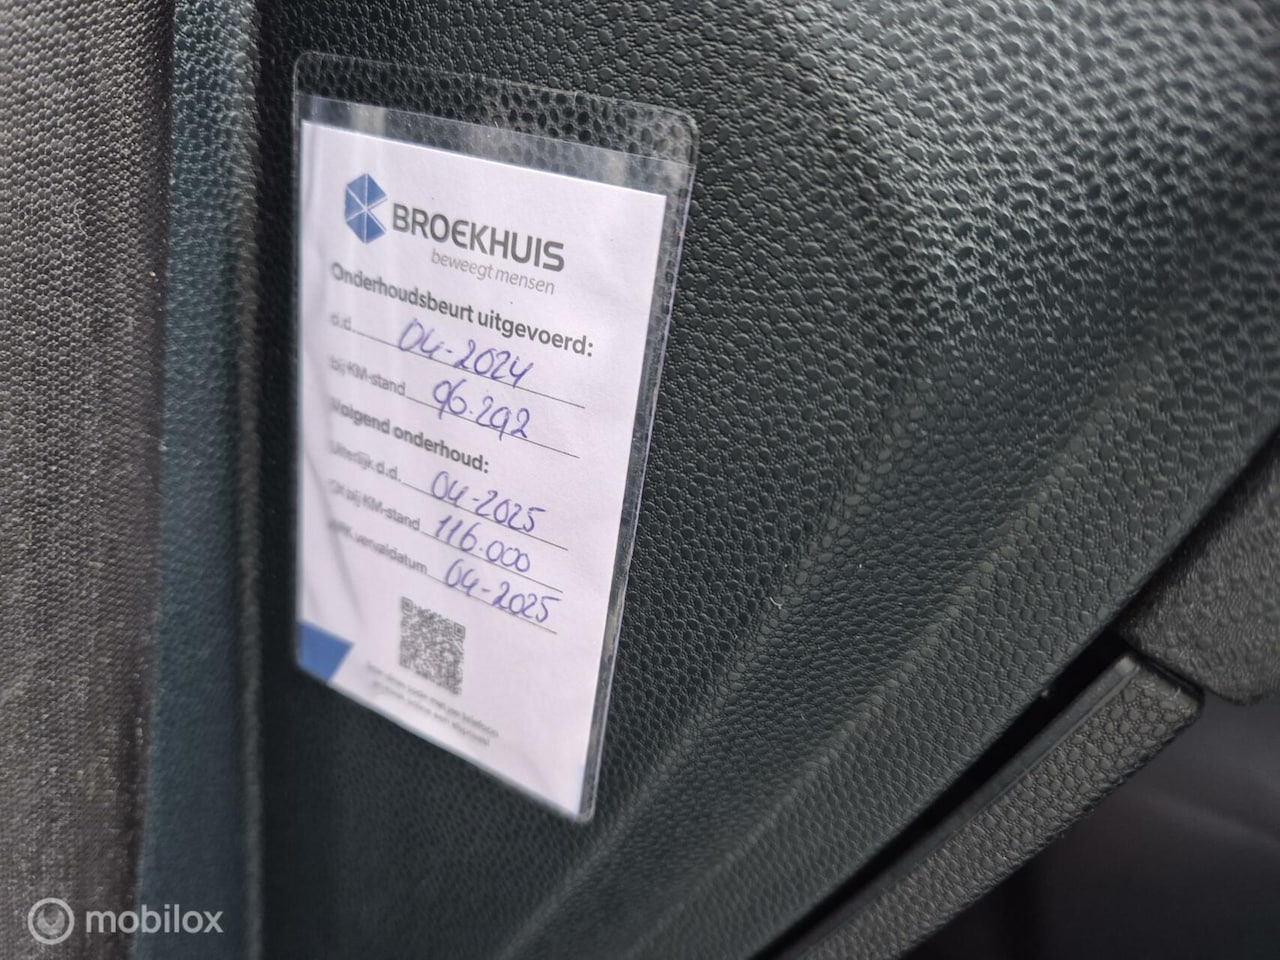 BROEKHUIS
beweegt mensen
Onderhoudsbeurt uitgevoerd:
d.d. 04-2024
bij KM-stand 96.292
Volgend onderhoud:
Uiterlijk d.d. 04-2025
Of bij KM-stand 116.000
APK vervaldatum 04-2025
mobilox